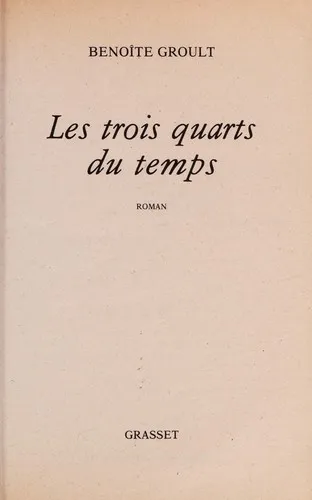 BENOÎTE GROULT
Les trois quarts
du temps
ROMAN
GRASSET